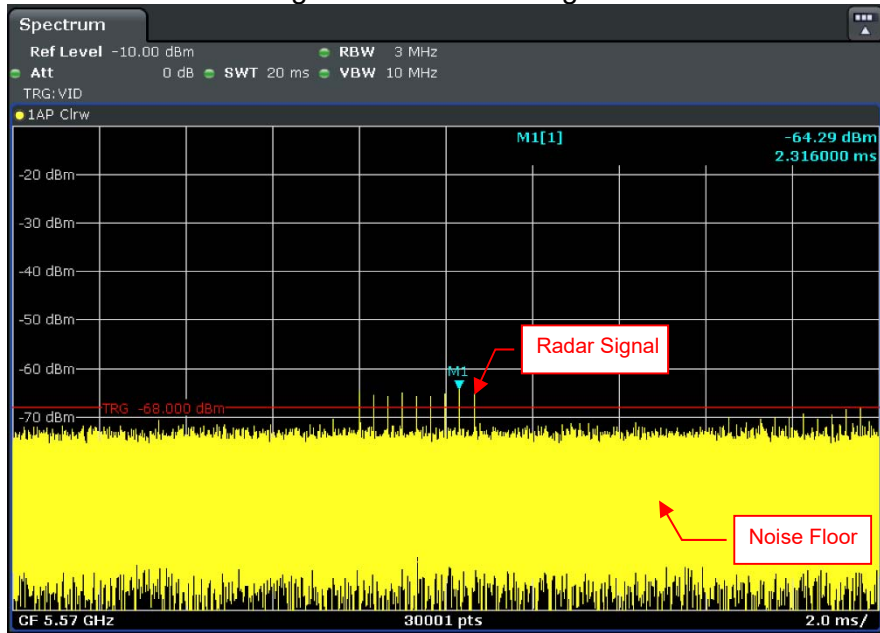 Spectrum
Ref Level -10.00 dBm RBW 3 MHz
Att 0 dB SWT 20 ms VBW 10 MHz
TRG:VID
1AP Clrw
M1[1] -64.29 dBm
2.316000 ms
-20 dBm
-30 dBm
-40 dBm
-50 dBm
Radar Signal
-60 dBm
M1
TRG -68.000 dBm
-70 dBm
Noise Floor
CF 5.57 GHz 30001 pts 2.0 ms/